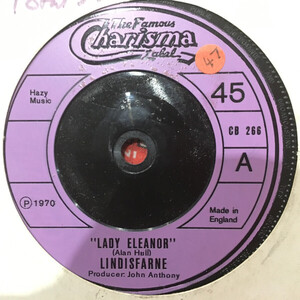 The Famous
Charisma
Label
47
Hazy
Music
45
CB 266
A
℗ 1970
Made in
England
"LADY ELEANOR"
(Alan Hull)
LINDISFARNE
Producer: John Anthony